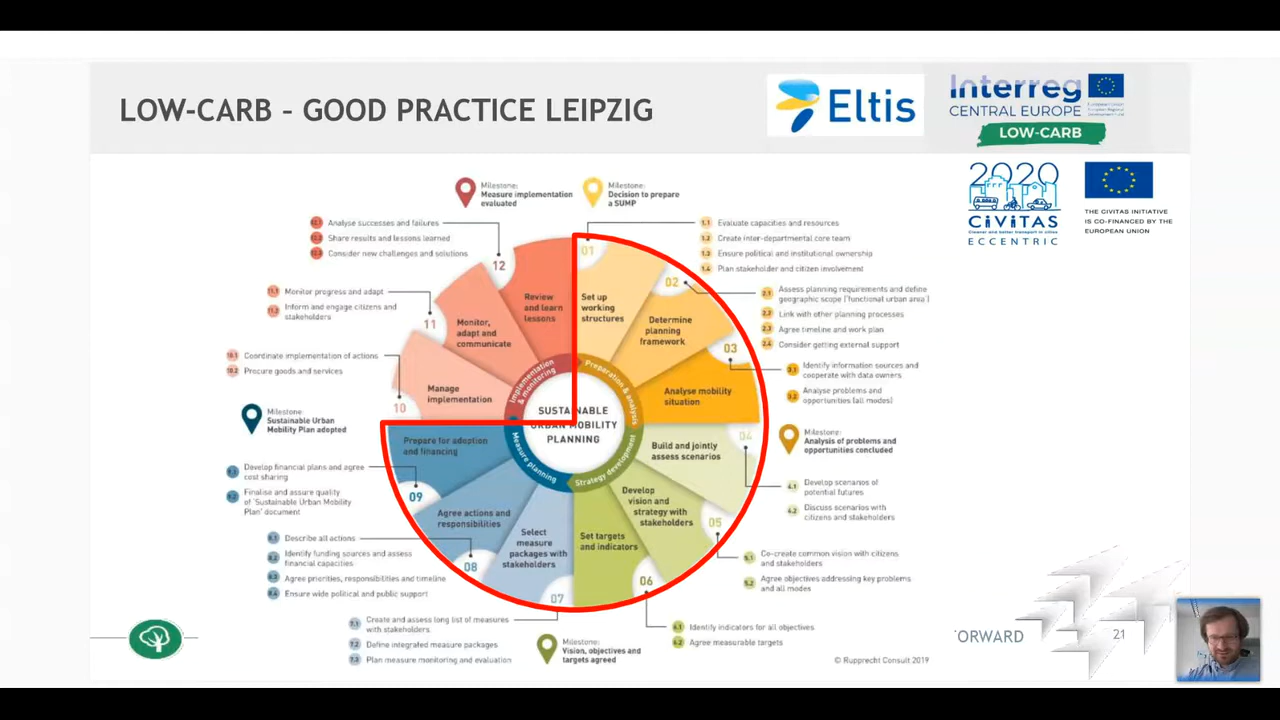 LOW-CARB – GOOD PRACTICE LEIPZIG
Eltis
Interreg
CENTRAL EUROPE
LOW-CARB
2020
CIVITAS
Cleaner and better transport in cities
ECCENTRIC
THE CIVITAS INITIATIVE
IS CO-FINANCED BY THE
EUROPEAN UNION
Milestone:
Measure implementation
evaluated
Milestone:
Decision to prepare
a SUMP
12.1 Analyse successes and failures
12.2 Share results and lessons learned
12.3 Consider new challenges and solutions
11.1 Monitor progress and adapt
11.2 Inform and engage citizens and
stakeholders
10.1 Coordinate implementation of actions
10.2 Procure goods and services
Milestone:
Sustainable Urban
Mobility Plan adopted
9.1 Develop financial plans and agree
cost sharing
9.2 Finalise and assure quality
of 'Sustainable Urban Mobility
Plan' document
8.1 Describe all actions
8.2 Identify funding sources and assess
financial capacities
8.3 Agree priorities, responsibilities and timeline
8.4 Ensure wide political and public support
7.1 Create and assess long list of measures
with stakeholders
7.2 Define integrated measure packages
7.3 Plan measure monitoring and evaluation
1.1 Evaluate capacities and resources
1.2 Create inter-departmental core team
1.3 Ensure political and institutional ownership
1.4 Plan stakeholder and citizen involvement
2.1 Assess planning requirements and define
geographic scope ('functional urban area')
2.2 Link with other planning processes
2.3 Agree timeline and work plan
2.4 Consider getting external support
3.1 Identify information sources and
cooperate with data owners
3.2 Analyse problems and
opportunities (all modes)
Milestone:
Analysis of problems and
opportunities concluded
4.1 Develop scenarios of
potential futures
4.2 Discuss scenarios with
citizens and stakeholders
5.1 Co-create common vision with citizens
and stakeholders
5.2 Agree objectives addressing key problems
and all modes
6.1 Identify indicators for all objectives
6.2 Agree measurable targets
Milestone:
Vision, objectives and
targets agreed
01
Set up
working
structures
02
Determine
planning
framework
03
Analyse mobility
situation
04
Build and jointly
assess scenarios
05
Develop
vision and
strategy with
stakeholders
06
Set targets
and indicators
07
Select
measure
packages with
stakeholders
08
Agree actions and
responsibilities
09
Prepare for adoption
and financing
10
Manage
implementation
11
Monitor,
adapt and
communicate
12
Review
and learn
lessons
Preparation & analysis
Strategy development
Measure planning
Implementation & monitoring
SUSTAINABLE
URBAN MOBILITY
PLANNING
© Rupprecht Consult 2019
ORWARD
21